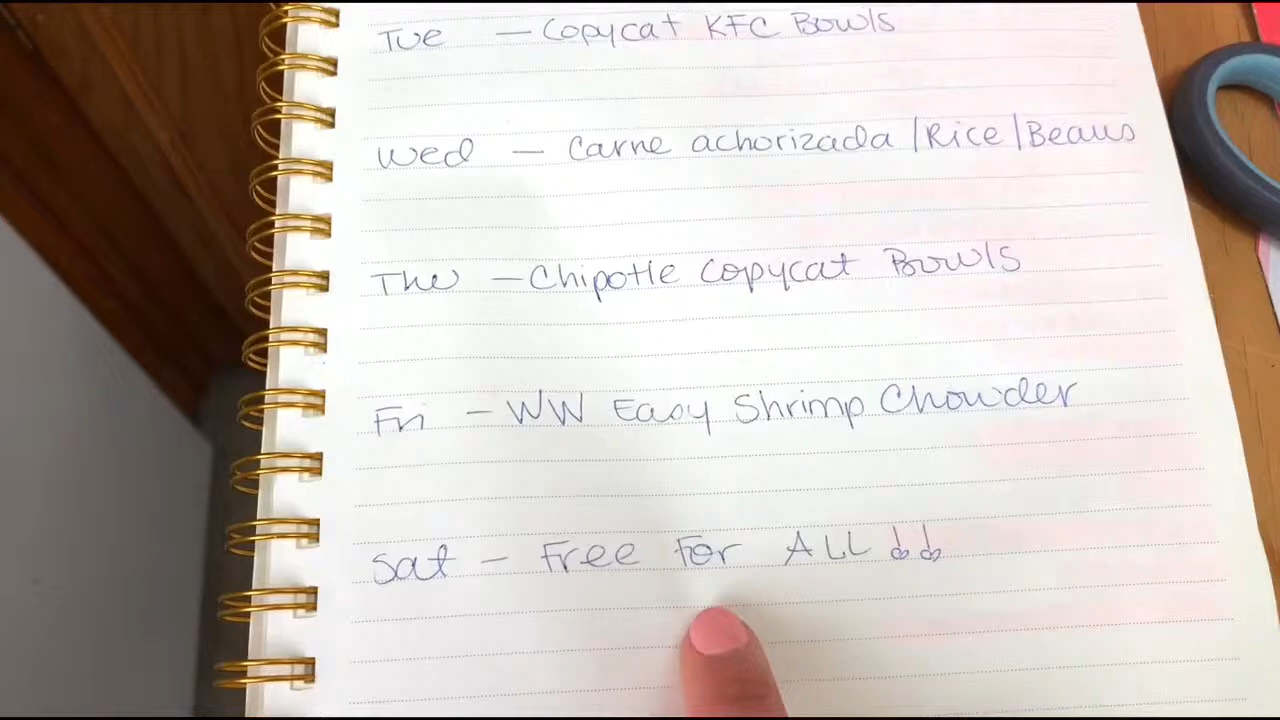 Tue — Copycat KFC Bowls
Wed — Carne achorizada /Rice /Beans
Thu — Chipotle Copycat Bowls
Fri — WW Easy Shrimp Chowder
Sat — Free For ALL !!